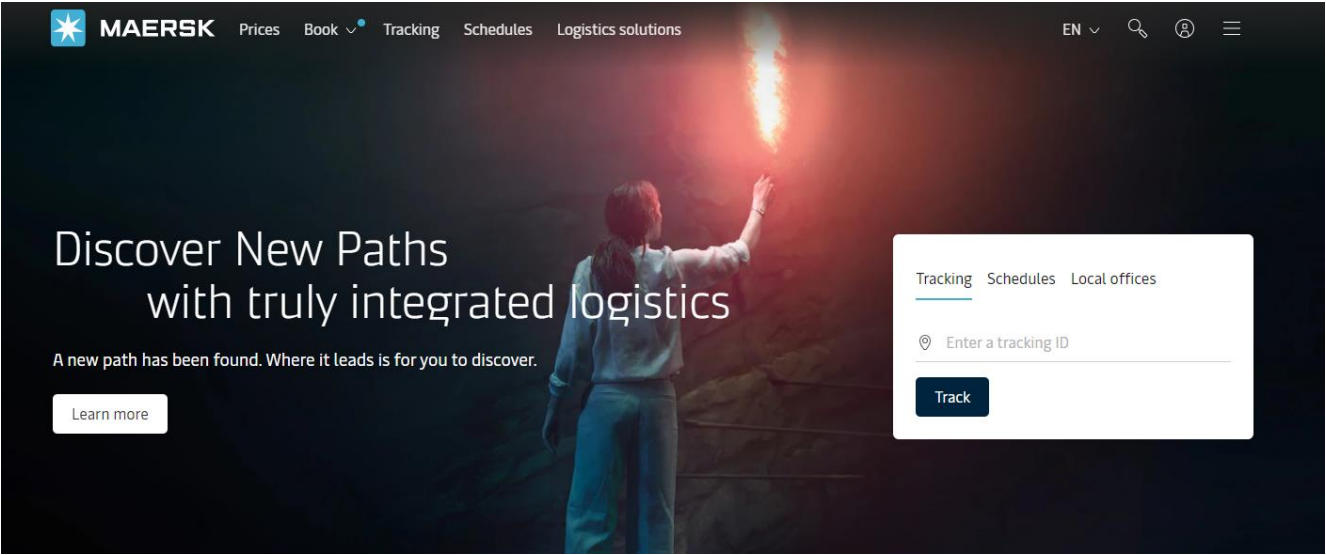 MAERSK Prices Book Tracking Schedules Logistics solutions EN
Discover New Paths
with truly integrated logistics
A new path has been found. Where it leads is for you to discover.
Learn more
Tracking Schedules Local offices
Enter a tracking ID
Track